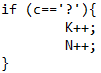 if (c=='?'){
        K++;
        N++;
}